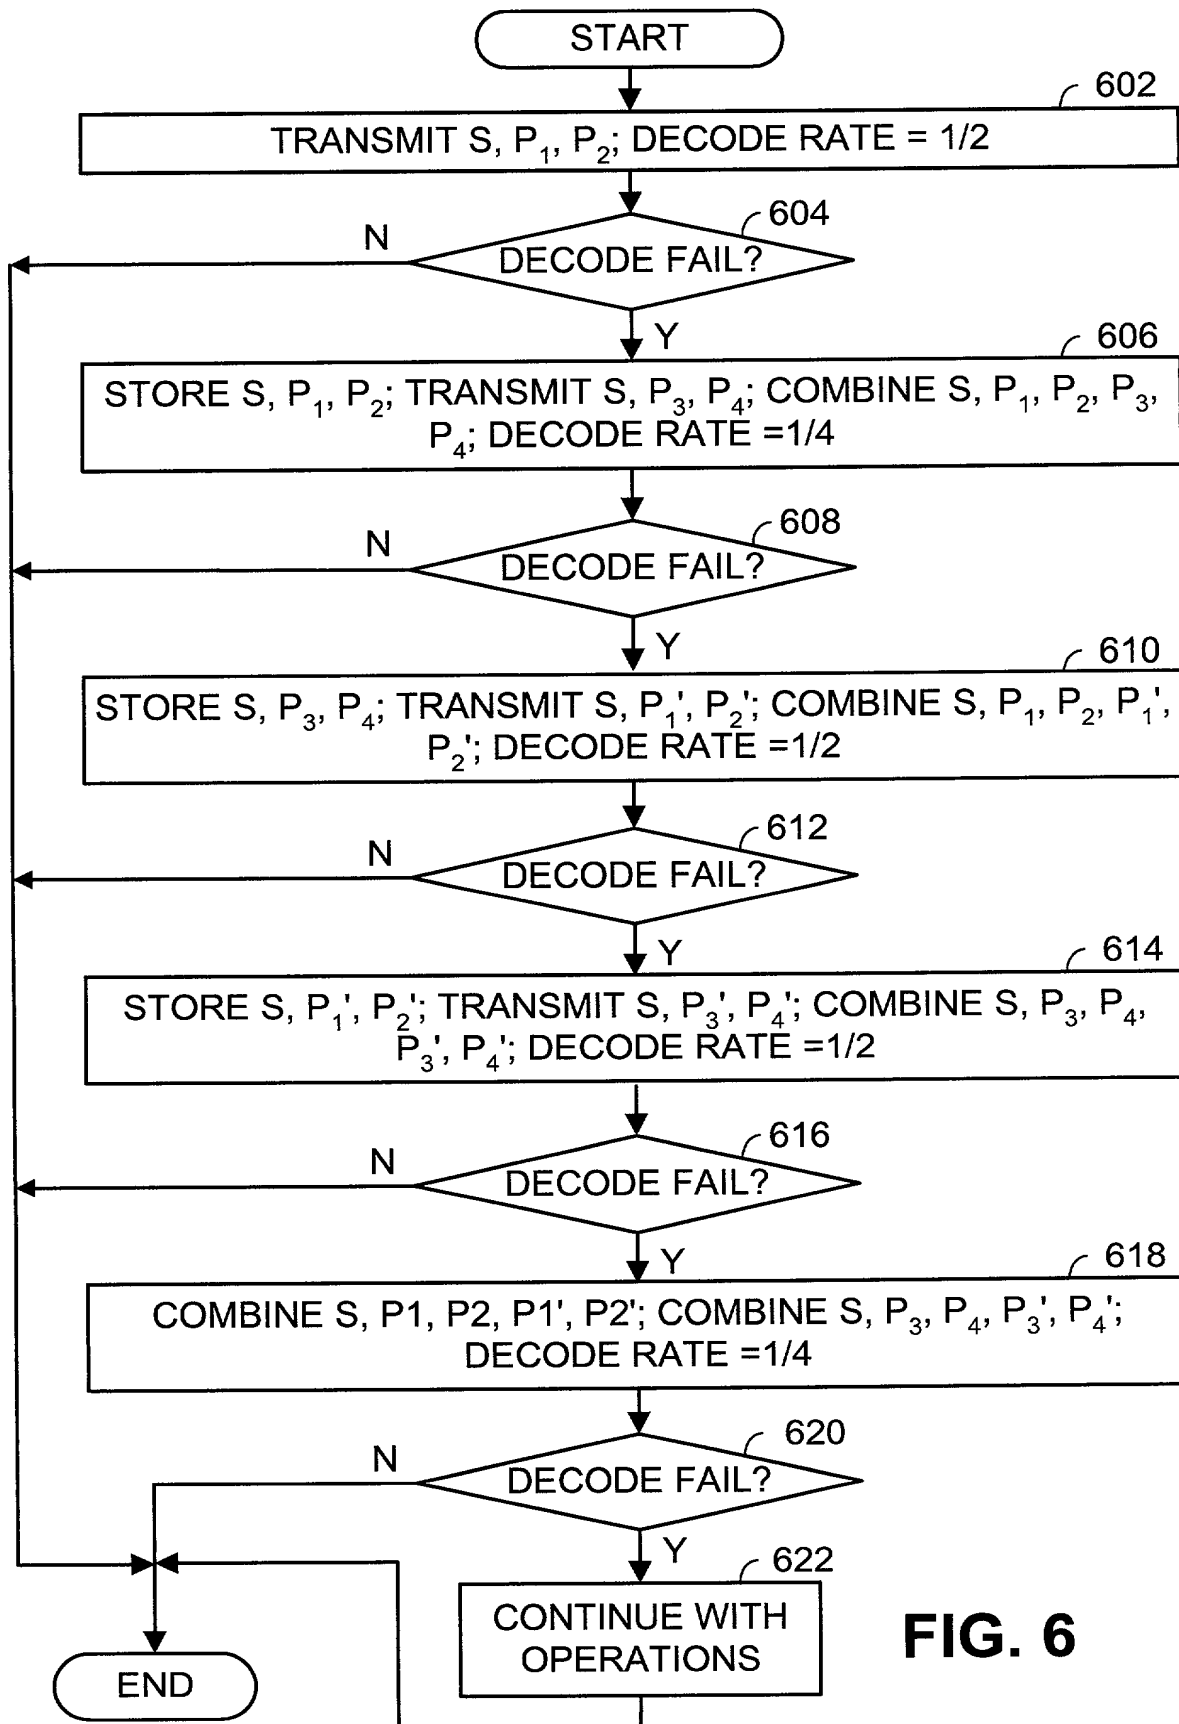 START
602
TRANSMIT S, P₁, P₂; DECODE RATE = 1/2
604
N
DECODE FAIL?
Y
606
STORE S, P₁, P₂; TRANSMIT S, P₃, P₄; COMBINE S, P₁, P₂, P₃,
P₄; DECODE RATE =1/4
608
N
DECODE FAIL?
Y
610
STORE S, P₃, P₄; TRANSMIT S, P₁', P₂'; COMBINE S, P₁, P₂, P₁',
P₂'; DECODE RATE =1/2
612
N
DECODE FAIL?
Y
614
STORE S, P₁', P₂'; TRANSMIT S, P₃', P₄'; COMBINE S, P₃, P₄,
P₃', P₄'; DECODE RATE =1/2
616
N
DECODE FAIL?
Y
618
COMBINE S, P1, P2, P1', P2'; COMBINE S, P₃, P₄, P₃', P₄';
DECODE RATE =1/4
620
N
DECODE FAIL?
Y
622
CONTINUE WITH
OPERATIONS
FIG. 6
END